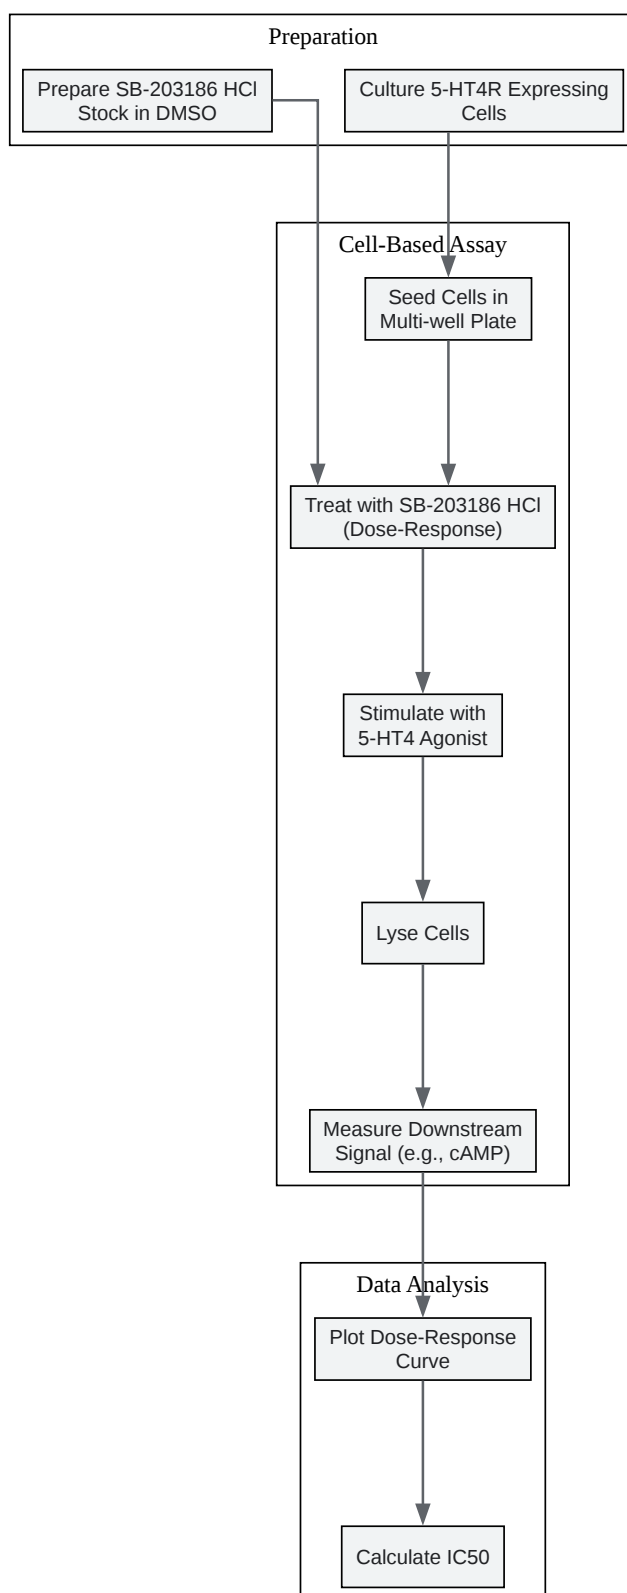 Preparation
Prepare SB-203186 HCl
Stock in DMSO
Culture 5-HT4R Expressing
Cells
Cell-Based Assay
Seed Cells in
Multi-well Plate
Treat with SB-203186 HCl
(Dose-Response)
Stimulate with
5-HT4 Agonist
Lyse Cells
Measure Downstream
Signal (e.g., cAMP)
Data Analysis
Plot Dose-Response
Curve
Calculate IC50